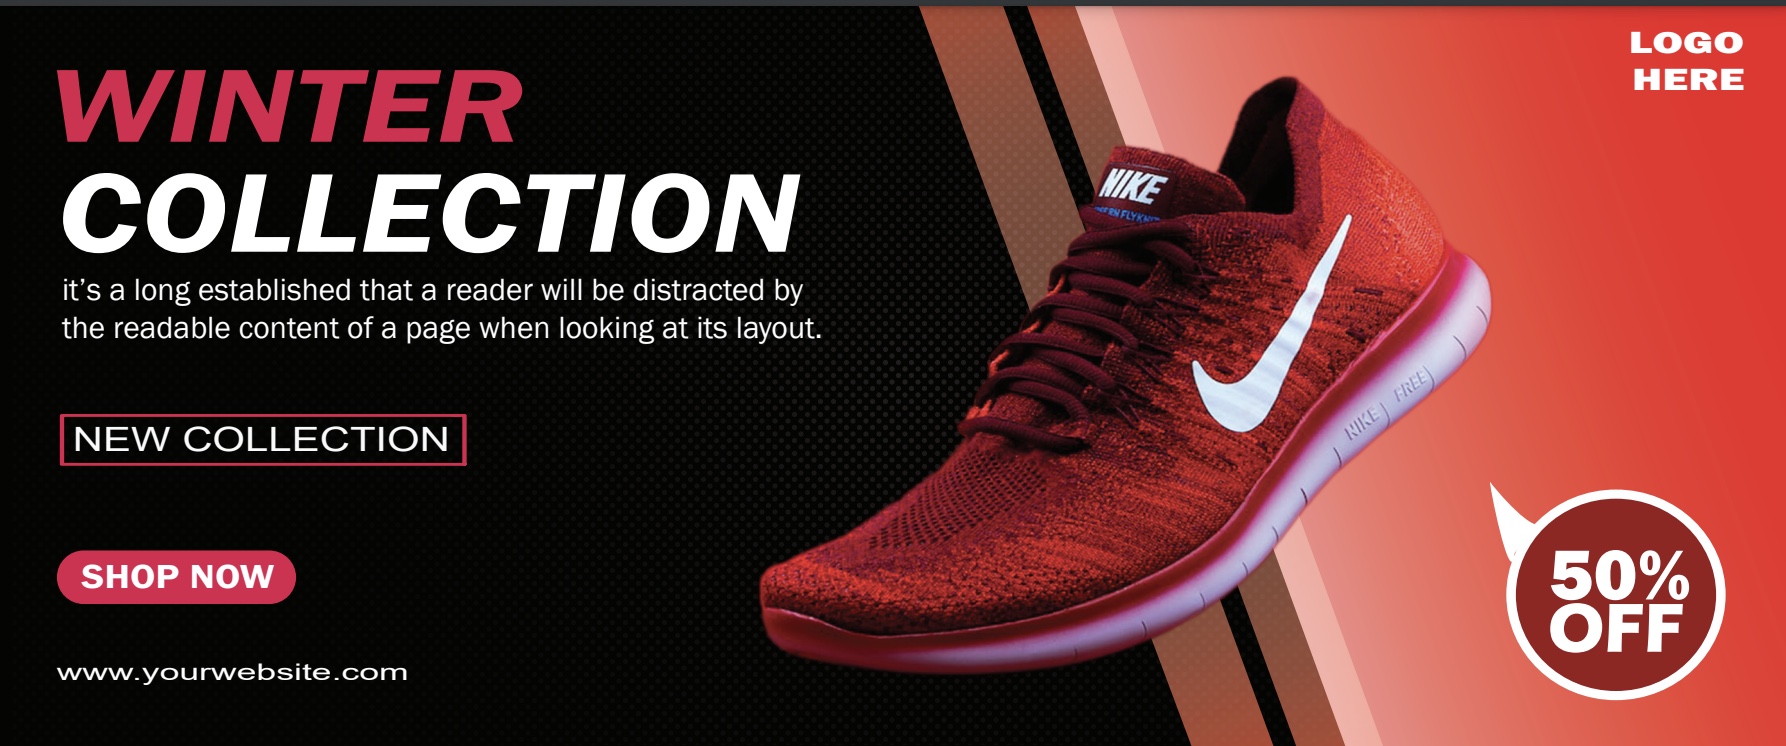 WINTER
COLLECTION
it’s a long established that a reader will be distracted by
the readable content of a page when looking at its layout.
NEW COLLECTION
SHOP NOW
www.yourwebsite.com
LOGO
HERE
NIKE
NIKE FREE
50%
OFF